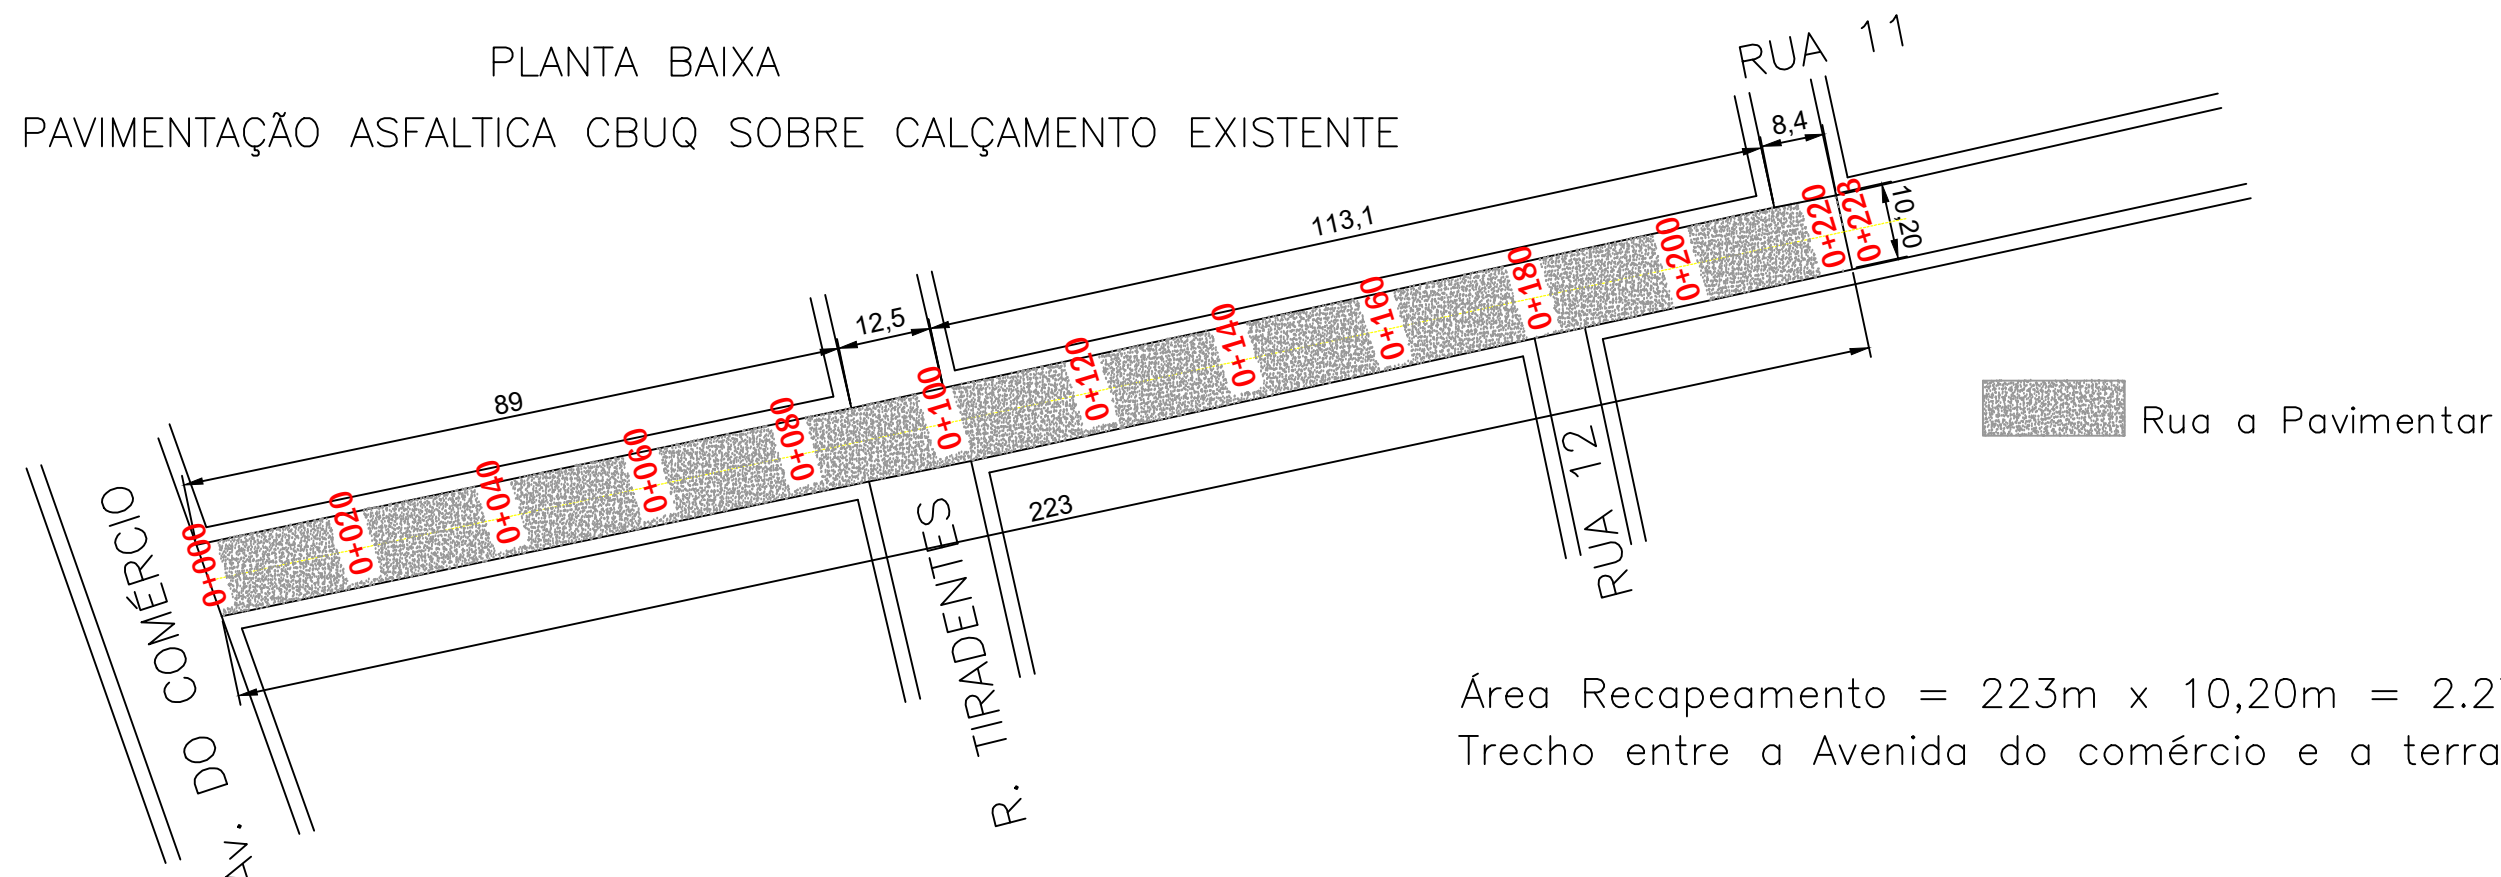 PLANTA BAIXA
PAVIMENTAÇÃO ASFALTICA CBUQ SOBRE CALÇAMENTO EXISTENTE
RUA 11
8,4
10,20
113,1
12,5
89
223
0+000
0+020
0+040
0+060
0+080
0+100
0+120
0+140
0+160
0+180
0+200
0+220
0+223
Rua a Pavimentar
RUA 12
R. TIRADENTES
AV. DO COMÉRCIO
Área Recapeamento = 223m x 10,20m =
Trecho entre a Avenida do comércio e a